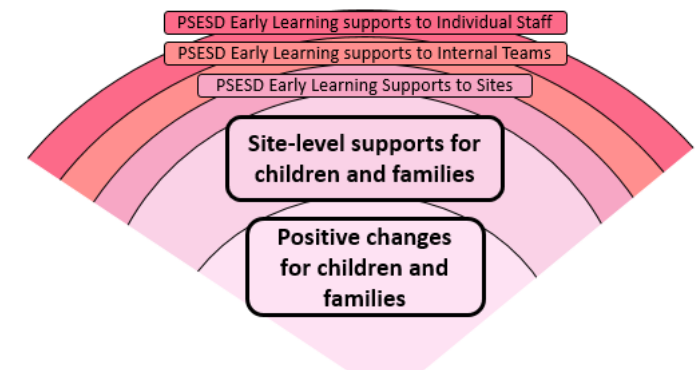 PSESD Early Learning supports to Individual Staff
PSESD Early Learning supports to Internal Teams
PSESD Early Learning Supports to Sites
Site-level supports for
children and families
Positive changes
for children and
families